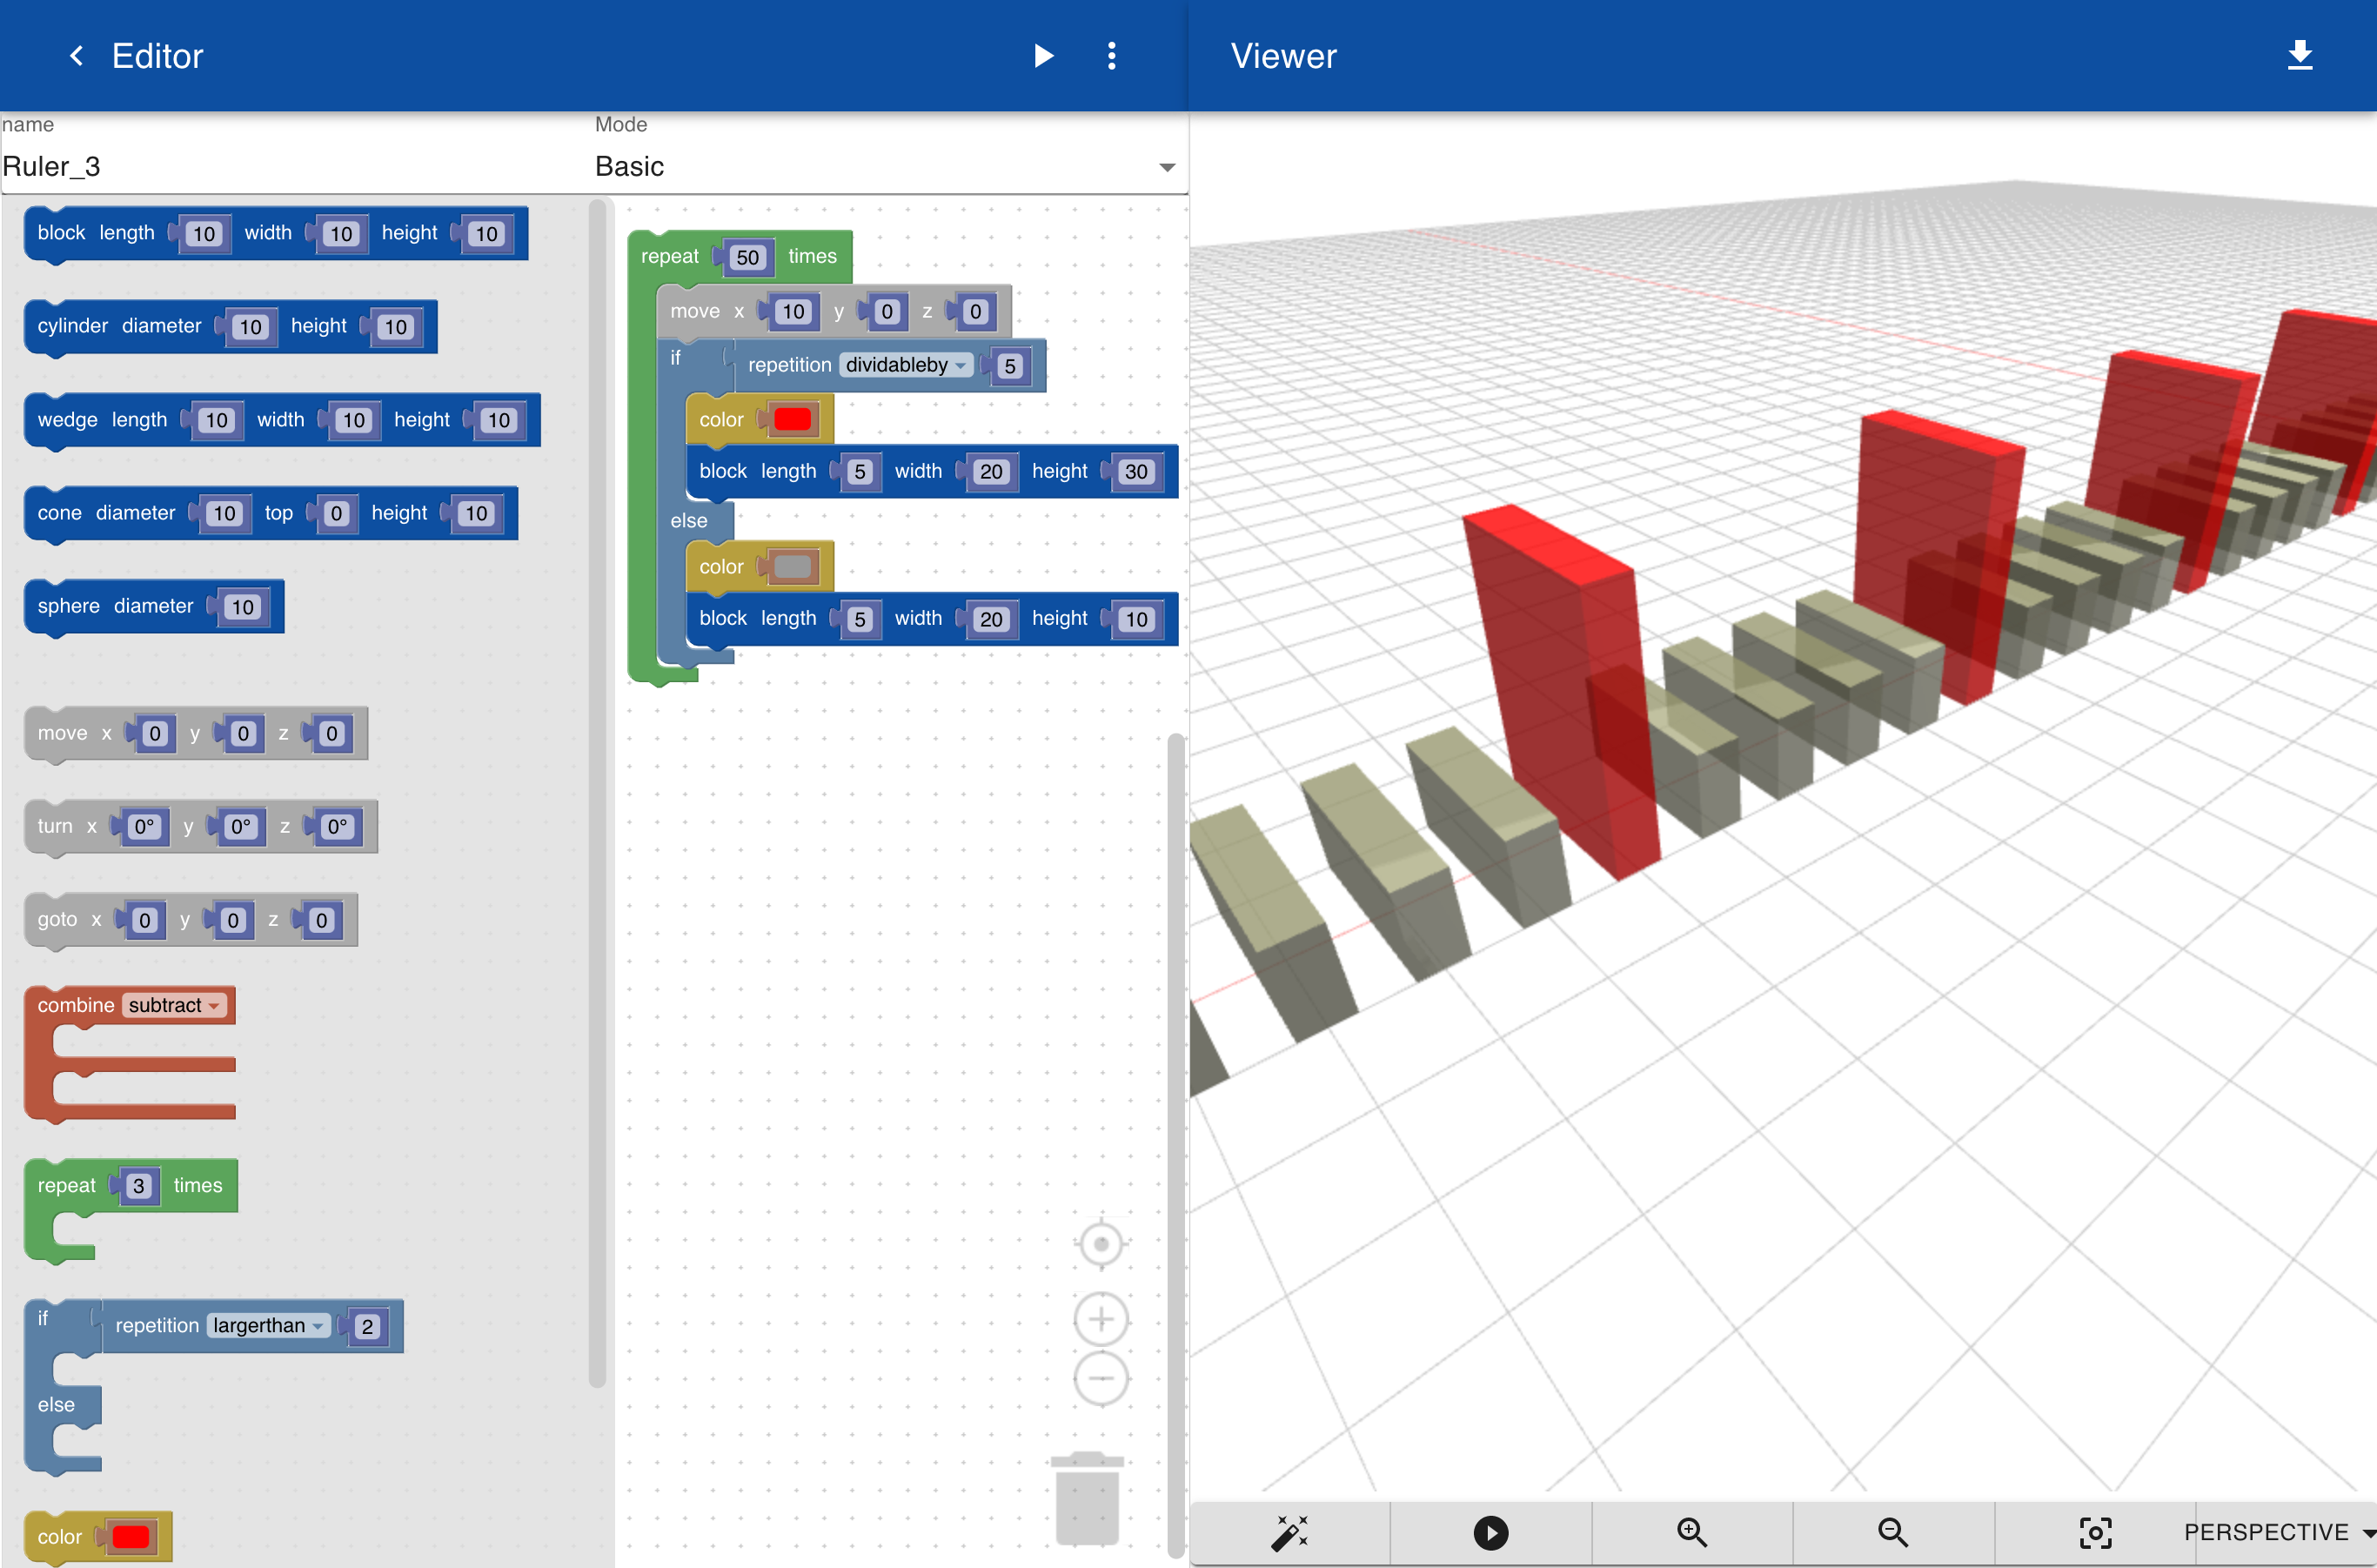 Editor
Viewer
name
Mode
Ruler_3
Basic
block length 10 width 10 height 10
cylinder diameter 10 height 10
wedge length 10 width 10 height 10
cone diameter 10 top 0 height 10
sphere diameter 10
move x 0 y 0 z 0
turn x 0° y 0° z 0°
goto x 0 y 0 z 0
combine subtract
repeat 3 times
if repetition largerthan 2
else
color
repeat 50 times
move x 10 y 0 z 0
if repetition dividableby 5
color
block length 5 width 20 height 30
else
color
block length 5 width 20 height 10
PERSPECTIVE